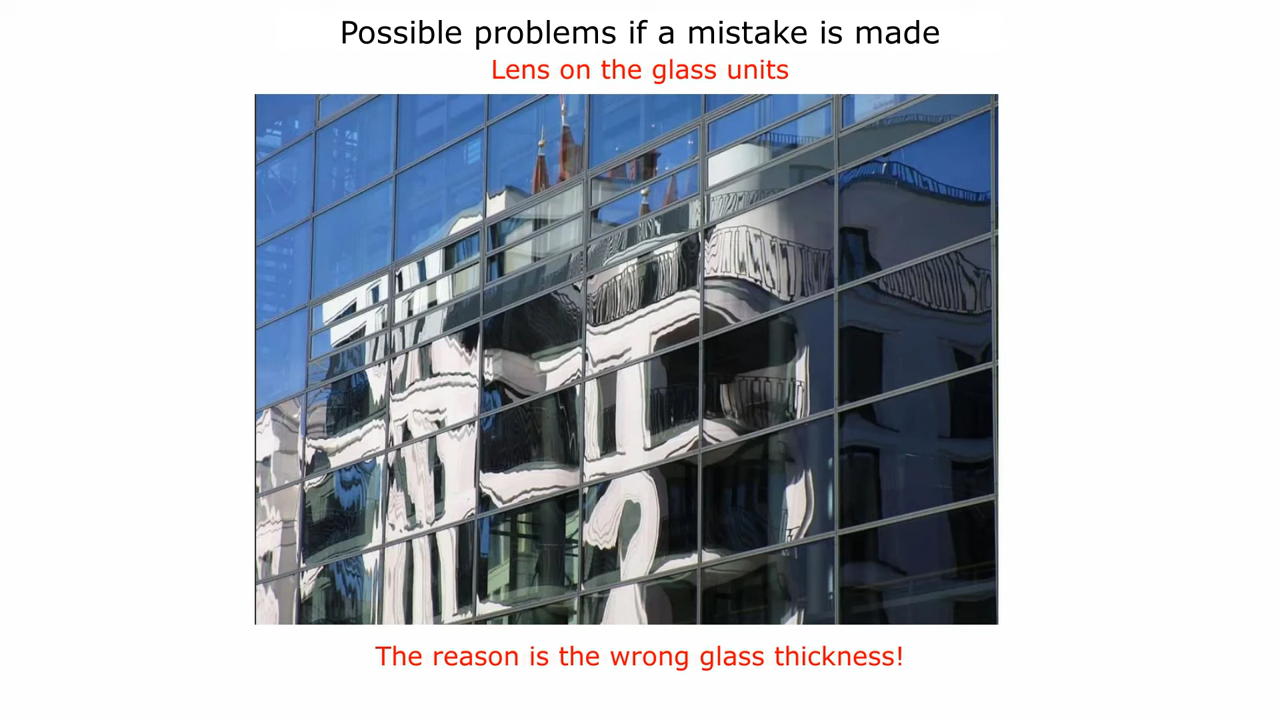 Possible problems if a mistake is made
Lens on the glass units
The reason is the wrong glass thickness!